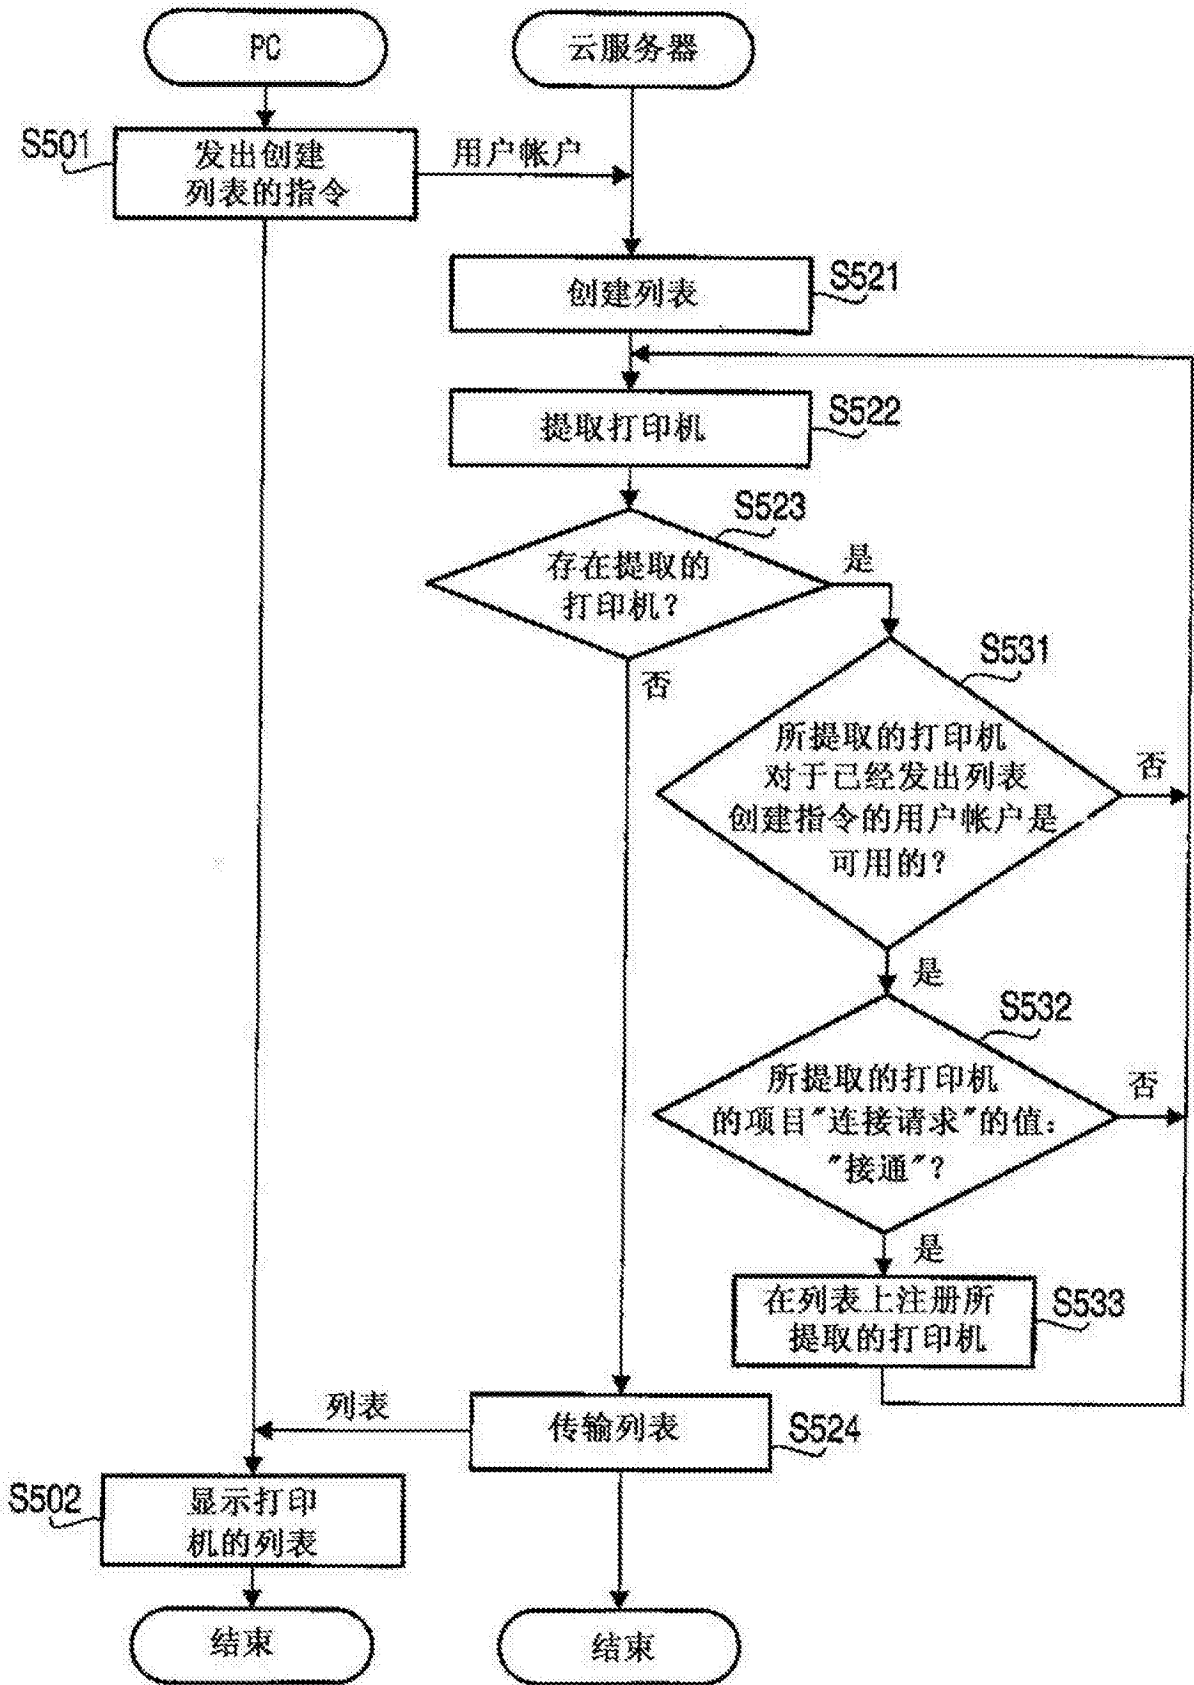 PC
云服务器
S501
发出创建
列表的指令
用户帐户
创建列表
S521
提取打印机
S522
S523
存在提取的
打印机？
是
否
S531
所提取的打印机
对于已经发出列表
创建指令的用户帐户是
可用的？
否
是
S532
所提取的打印机
的项目"连接请求"的值：
"接通"？
否
是
在列表上注册所
提取的打印机
S533
列表
传输列表
S524
S502
显示打印
机的列表
结束
结束